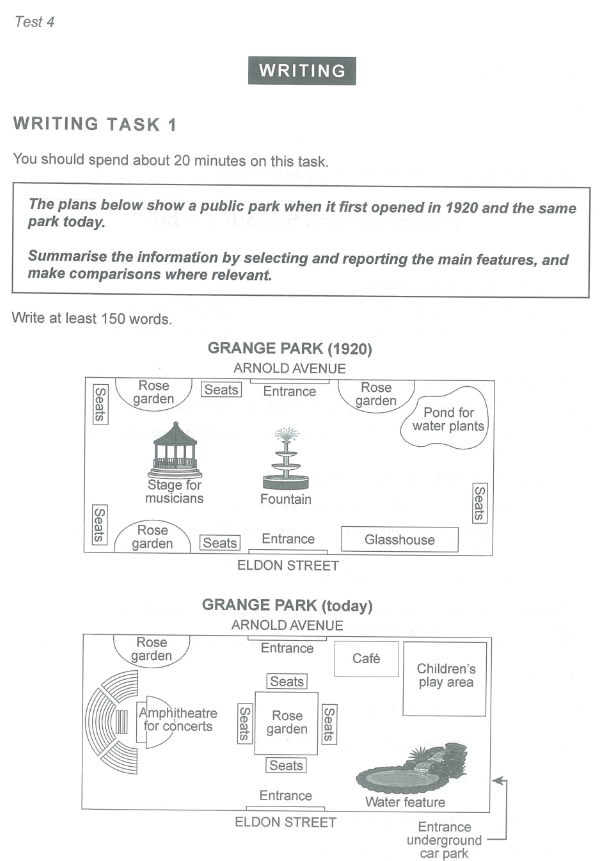 Test 4
WRITING
WRITING TASK 1
You should spend about 20 minutes on this task.
The plans below show a public park when it first opened in 1920 and the same
park today.
Summarise the information by selecting and reporting the main features, and
make comparisons where relevant.
Write at least 150 words.
GRANGE PARK (1920)
ARNOLD AVENUE
Seats
Rose
garden
Seats
Entrance
Rose
garden
Pond for
water plants
Stage for
musicians
Fountain
Seats
Seats
Rose
garden
Seats
Entrance
Glasshouse
ELDON STREET
GRANGE PARK (today)
ARNOLD AVENUE
Rose
garden
Entrance
Café
Children's
play area
Seats
Amphitheatre
for concerts
Seats
Rose
garden
Seats
Seats
Entrance
Water feature
ELDON STREET
Entrance
underground
car park